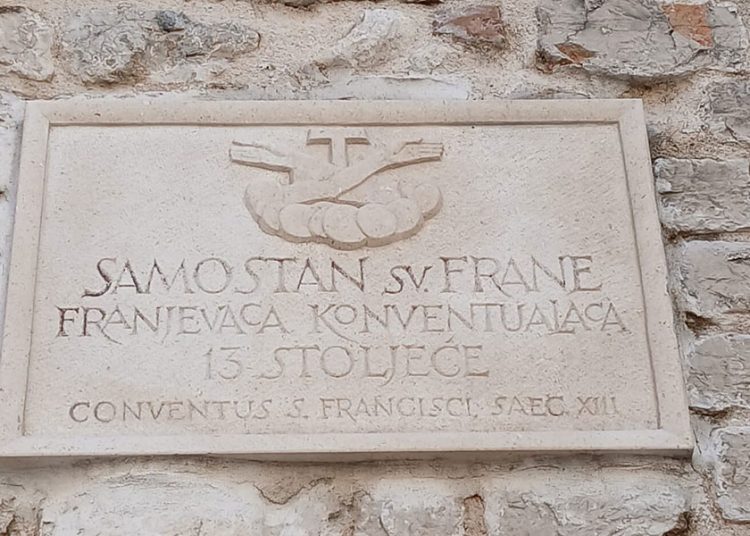 SAMOSTAN SV. FRANE
FRANJEVACA KONVENTUALACA
13 STOLJEĆE
CONVENTUS S. FRANCISCI, SAEC. XIII